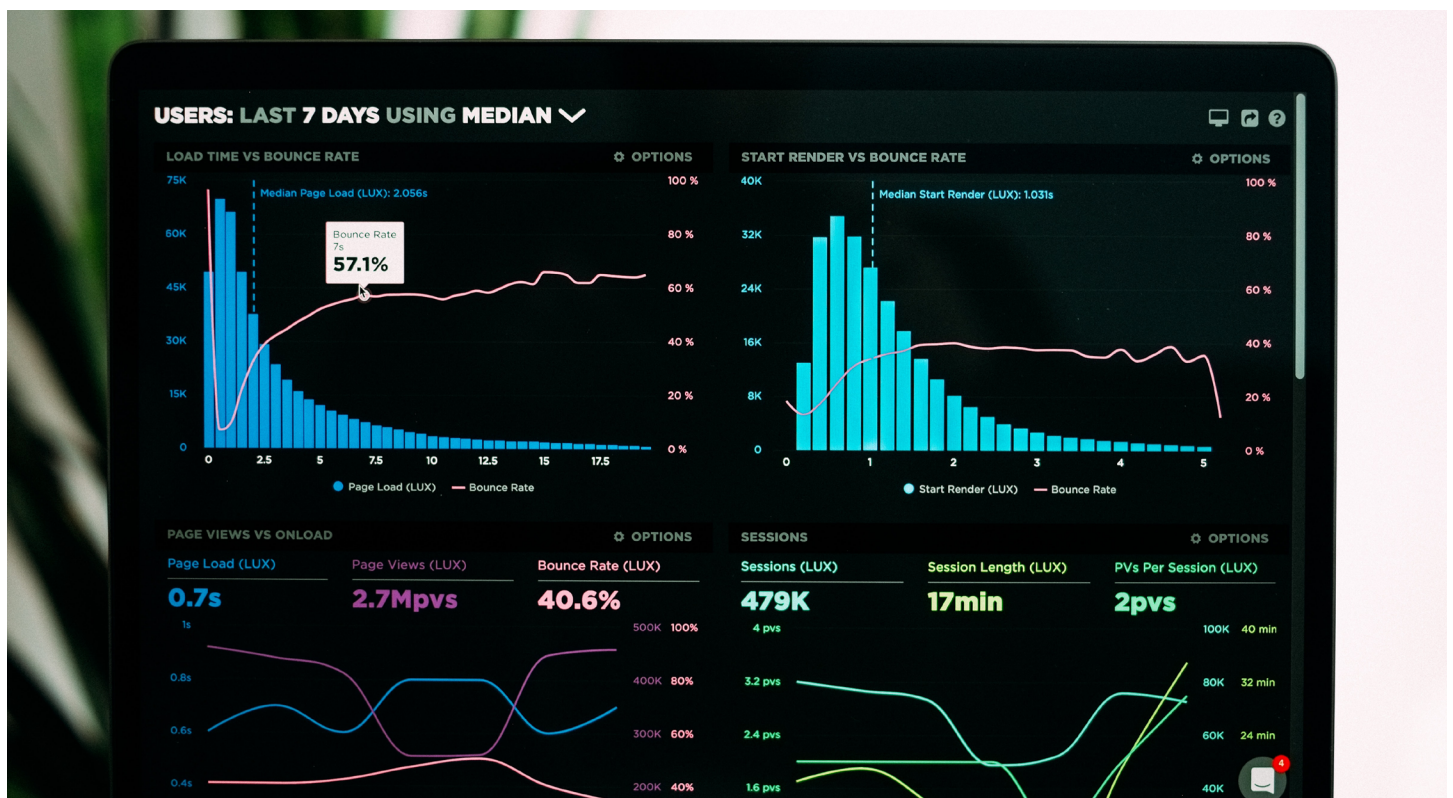 USERS: LAST 7 DAYS USING MEDIAN
LOAD TIME VS BOUNCE RATE
OPTIONS
75K
60K
45K
30K
15K
0
Median Page Load (LUX): 2.056s
Bounce Rate
7s
57.1%
100 %
80 %
60 %
40 %
20 %
0 %
0 2.5 5 7.5 10 12.5 15 17.5
Page Load (LUX) Bounce Rate
START RENDER VS BOUNCE RATE
OPTIONS
40K
32K
24K
16K
8K
0
Median Start Render (LUX): 1.031s
100 %
80 %
60 %
40 %
20 %
0 %
0 1 2 3 4 5
Start Render (LUX) Bounce Rate
PAGE VIEWS VS ONLOAD
OPTIONS
Page Load (LUX)
0.7s
Page Views (LUX)
2.7Mpvs
Bounce Rate (LUX)
40.6%
1s
0.8s
0.6s
0.4s
500K 100%
400K 80%
300K 60%
200K 40%
SESSIONS
OPTIONS
Sessions (LUX)
479K
Session Length (LUX)
17min
PVs Per Session (LUX)
2pvs
4 pvs
3.2 pvs
2.4 pvs
1.6 pvs
100K 40 min
80K 32 min
60K 24 min
40K
4